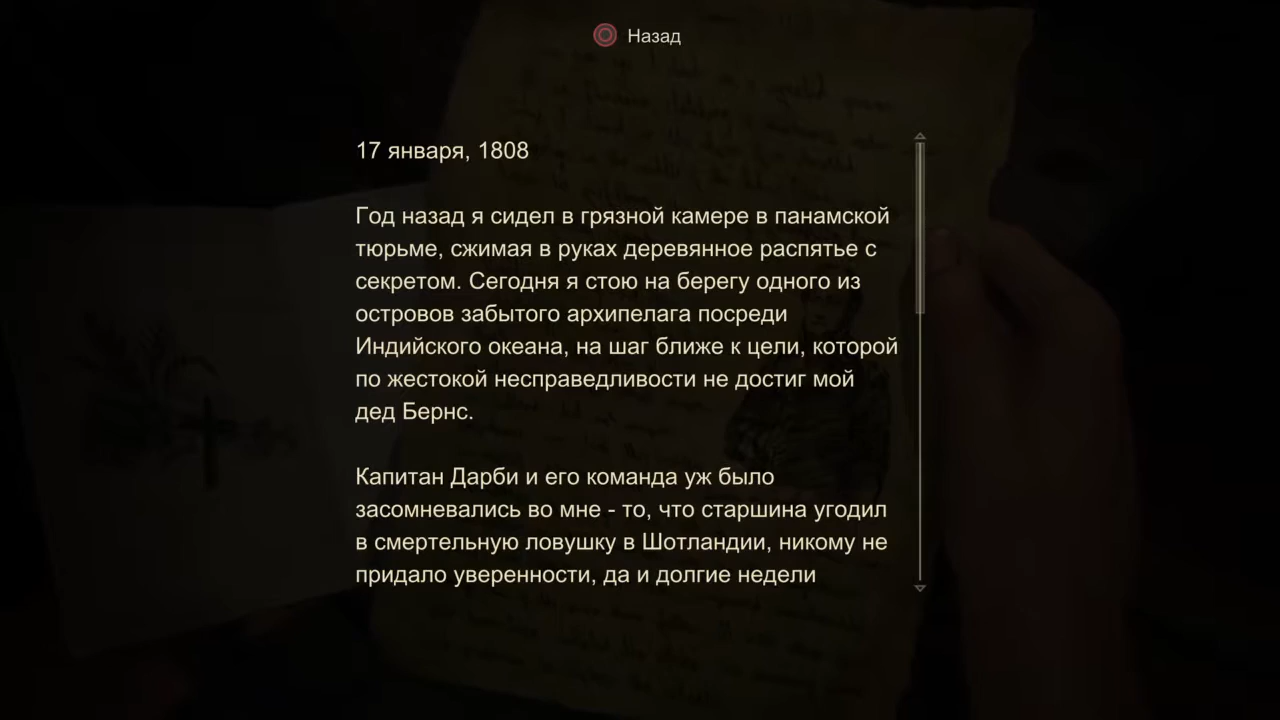 Назад
17 января, 1808
Год назад я сидел в грязной камере в панамской
тюрьме, сжимая в руках деревянное распятье с
секретом. Сегодня я стою на берегу одного из
островов забытого архипелага посреди
Индийского океана, на шаг ближе к цели, которой
по жестокой несправедливости не достиг мой
дед Бернс.
Капитан Дарби и его команда уж было
засомневались во мне - то, что старшина угодил
в смертельную ловушку в Шотландии, никому не
придало уверенности, да и долгие недели